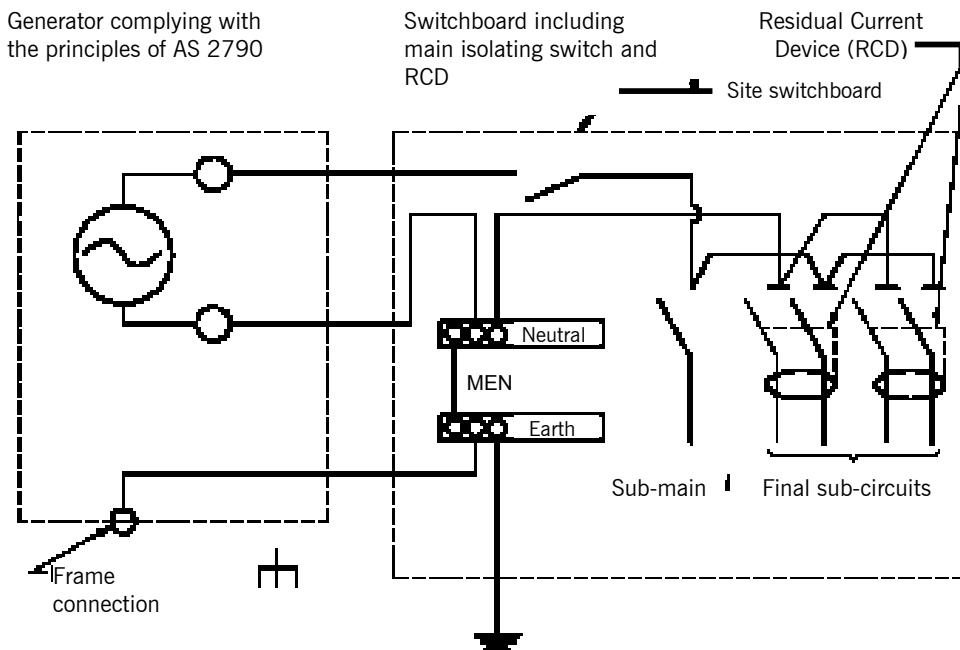 Generator complying with
the principles of AS 2790
Switchboard including
main isolating switch and
RCD
Residual Current
Device (RCD)
Site switchboard
Neutral
MEN
Earth
Sub-main
Final sub-circuits
Frame
connection